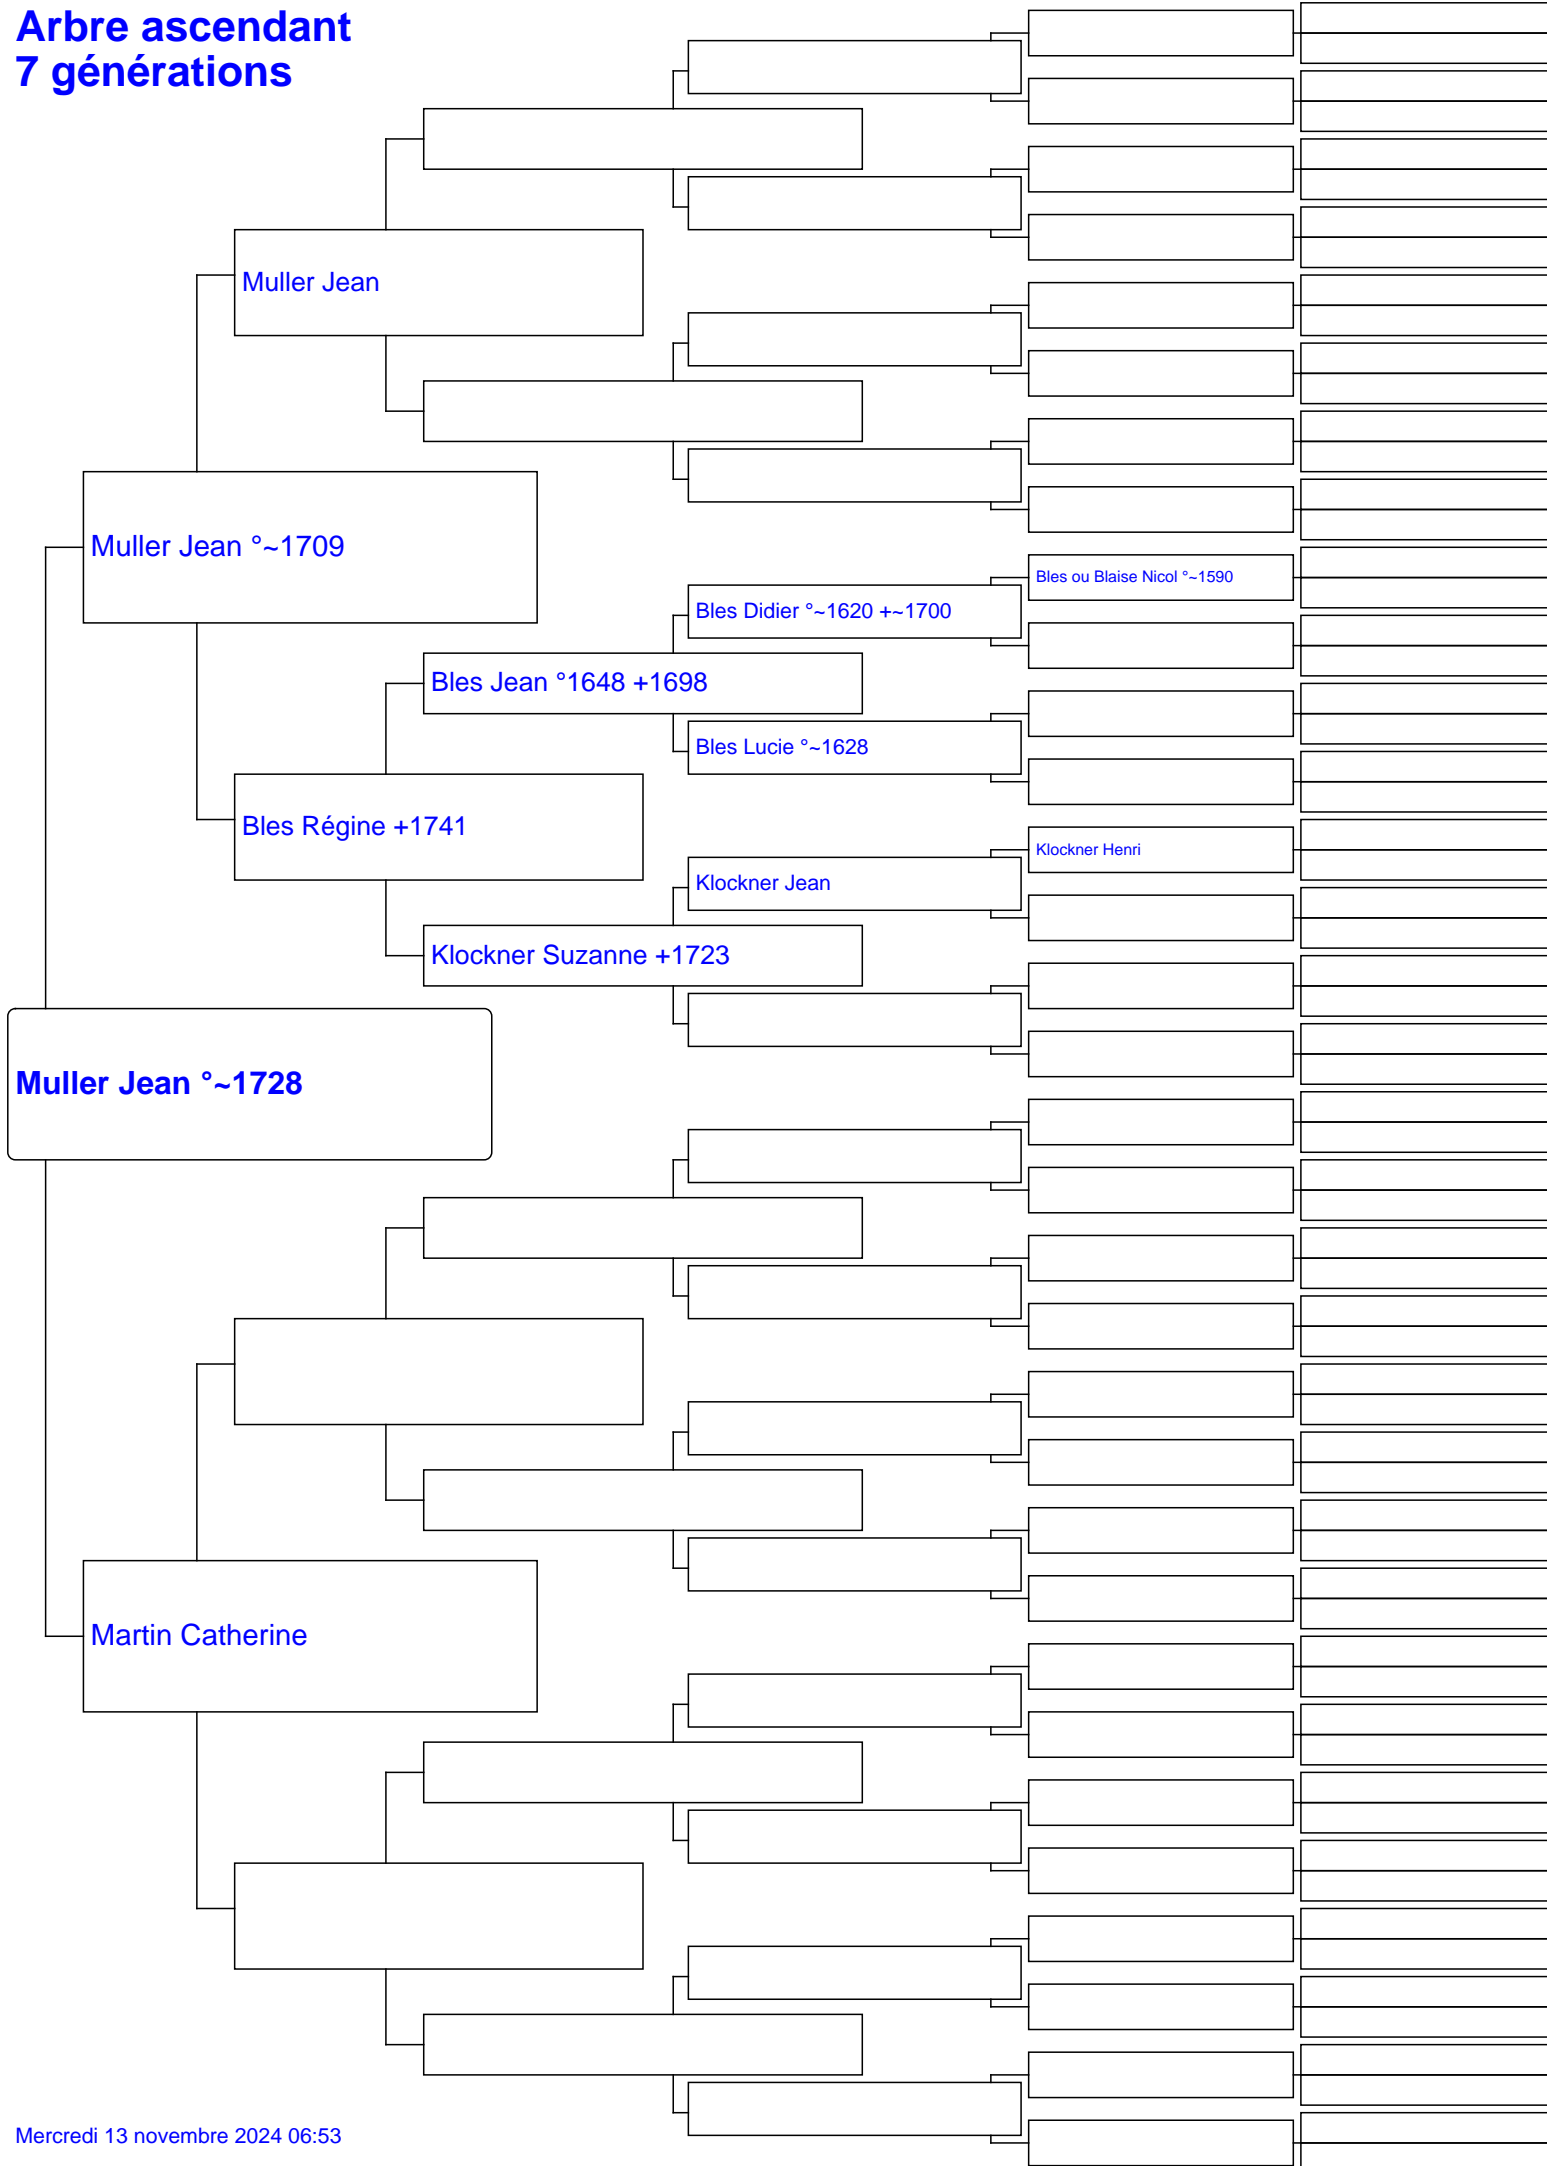 Arbre ascendant
7 générations
Muller Jean
Muller Jean °~1709
Bles ou Blaise Nicol °~1590
Bles Didier °~1620 +~1700
Bles Jean °1648 +1698
Bles Lucie °~1628
Bles Régine +1741
Klockner Henri
Klockner Jean
Klockner Suzanne +1723
Muller Jean °~1728
Martin Catherine
Mercredi 13 novembre 2024 06:53